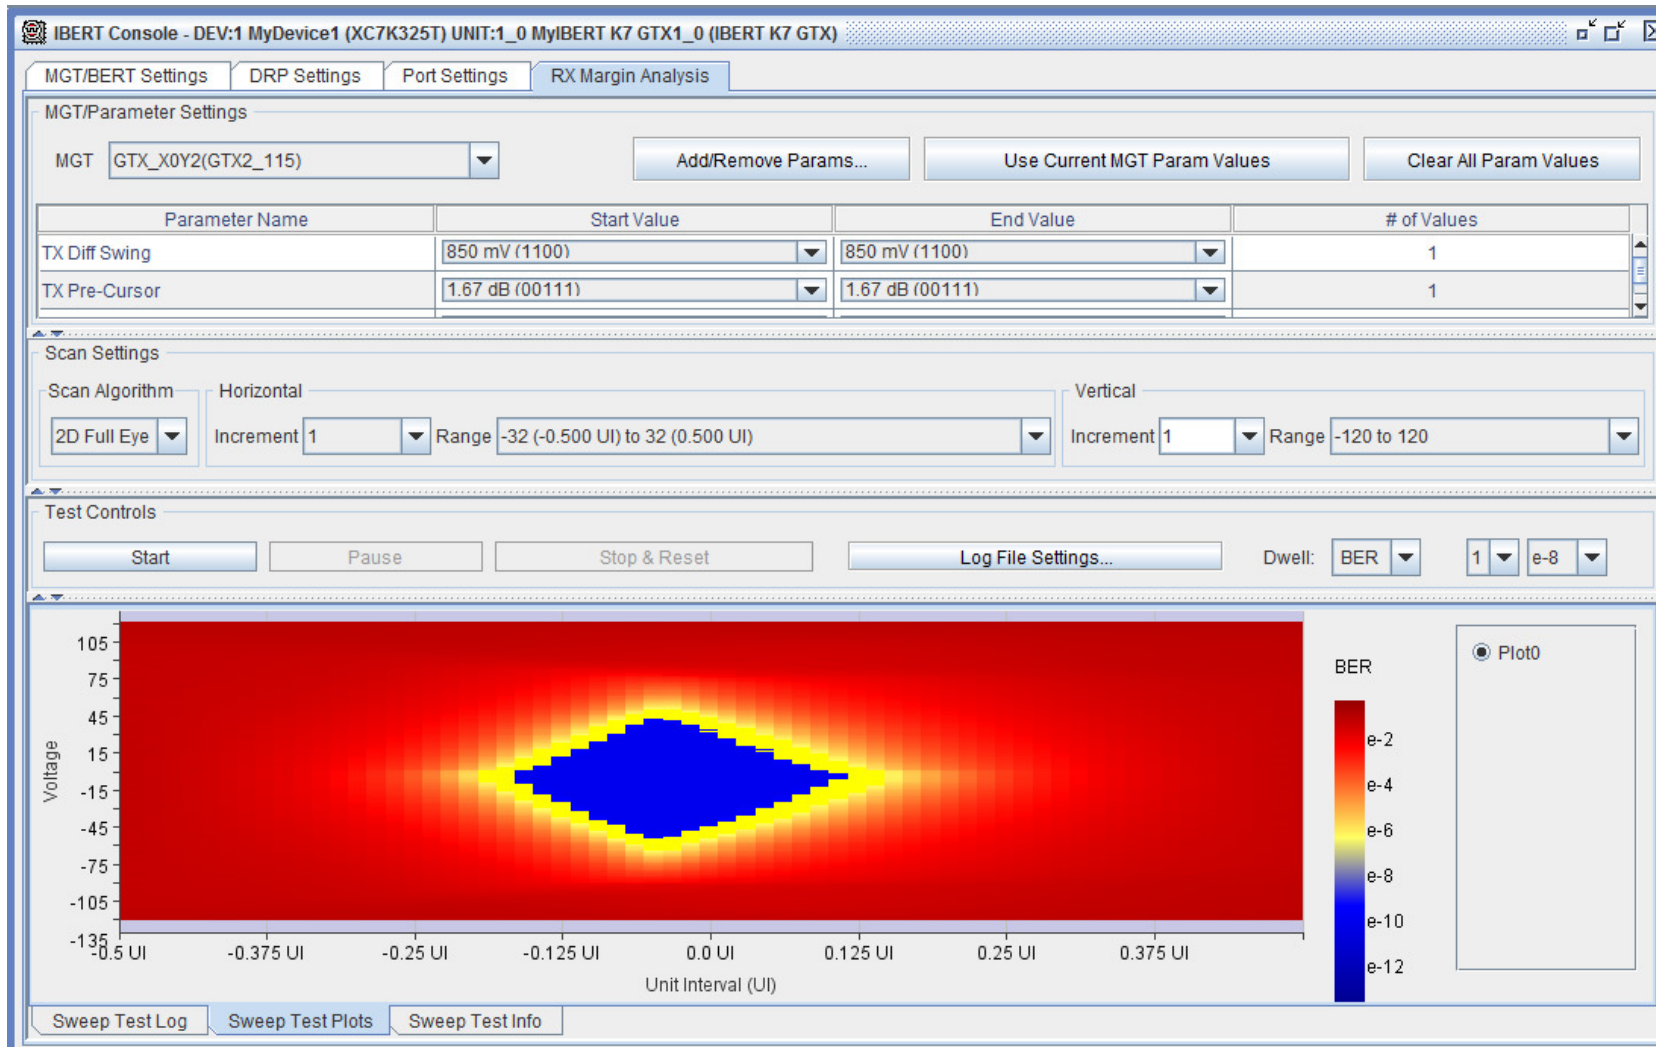 IBERT Console - DEV:1 MyDevice1 (XC7K325T) UNIT:1_0 MyIBERT K7 GTX1_0 (IBERT K7 GTX)
MGT/BERT Settings DRP Settings Port Settings RX Margin Analysis
MGT/Parameter Settings
MGT GTX_X0Y2(GTX2_115) Add/Remove Params... Use Current MGT Param Values Clear All Param Values
Parameter Name Start Value End Value # of Values
TX Diff Swing 850 mV (1100) 850 mV (1100) 1
TX Pre-Cursor 1.67 dB (00111) 1.67 dB (00111) 1
Scan Settings
Scan Algorithm Horizontal Vertical
2D Full Eye Increment 1 Range -32 (-0.500 UI) to 32 (0.500 UI) Increment 1 Range -120 to 120
Test Controls
Start Pause Stop & Reset Log File Settings... Dwell: BER 1 e-8
Voltage
105
75
45
15
-15
-45
-75
-105
-135
-0.5 UI -0.375 UI -0.25 UI -0.125 UI 0.0 UI 0.125 UI 0.25 UI 0.375 UI
Unit Interval (UI)
BER
e-2
e-4
e-6
e-8
e-10
e-12
Plot0
Sweep Test Log Sweep Test Plots Sweep Test Info